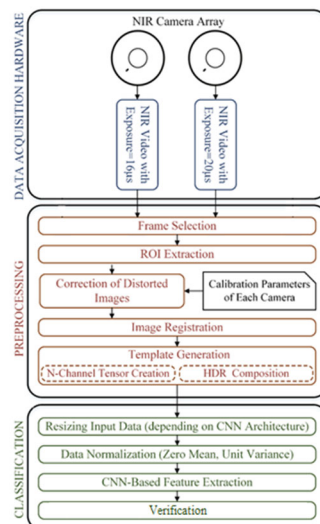 NIR Camera Array
DATA ACQUISITION HARDWARE
NIR Video with
Exposure=16µs
NIR Video with
Exposure=20µs
PREPROCESSING
Frame Selection
ROI Extraction
Correction of Distorted
Images
Calibration Parameters
of Each Camera
Image Registration
Template Generation
N-Channel Tensor Creation
HDR Composition
CLASSIFICATION
Resizing Input Data (depending on CNN Architecture)
Data Normalization (Zero Mean, Unit Variance)
CNN-Based Feature Extraction
Verification